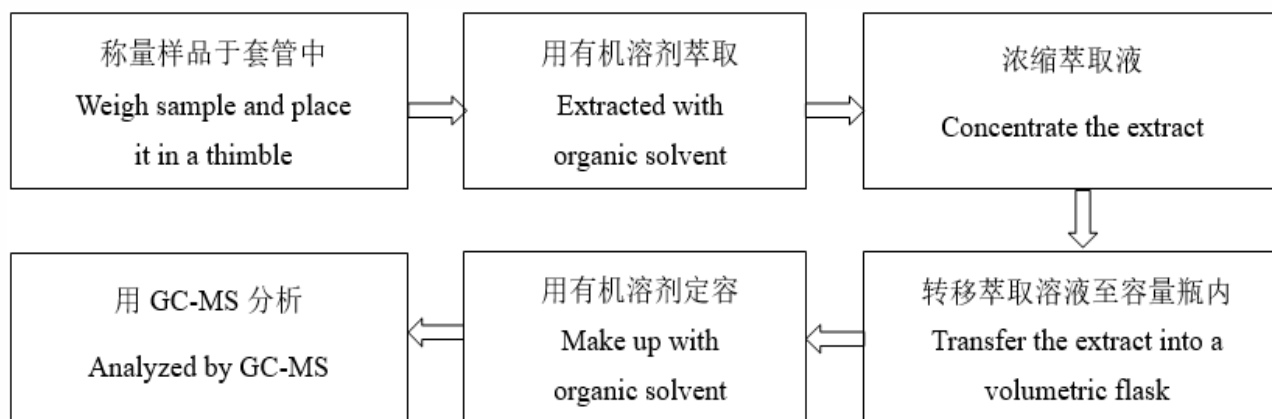 称量样品于套管中
Weigh sample and place
it in a thimble
用有机溶剂萃取
Extracted with
organic solvent
浓缩萃取液
Concentrate the extract
转移萃取溶液至容量瓶内
Transfer the extract into a
volumetric flask
用有机溶剂定容
Make up with
organic solvent
用 GC-MS 分析
Analyzed by GC-MS